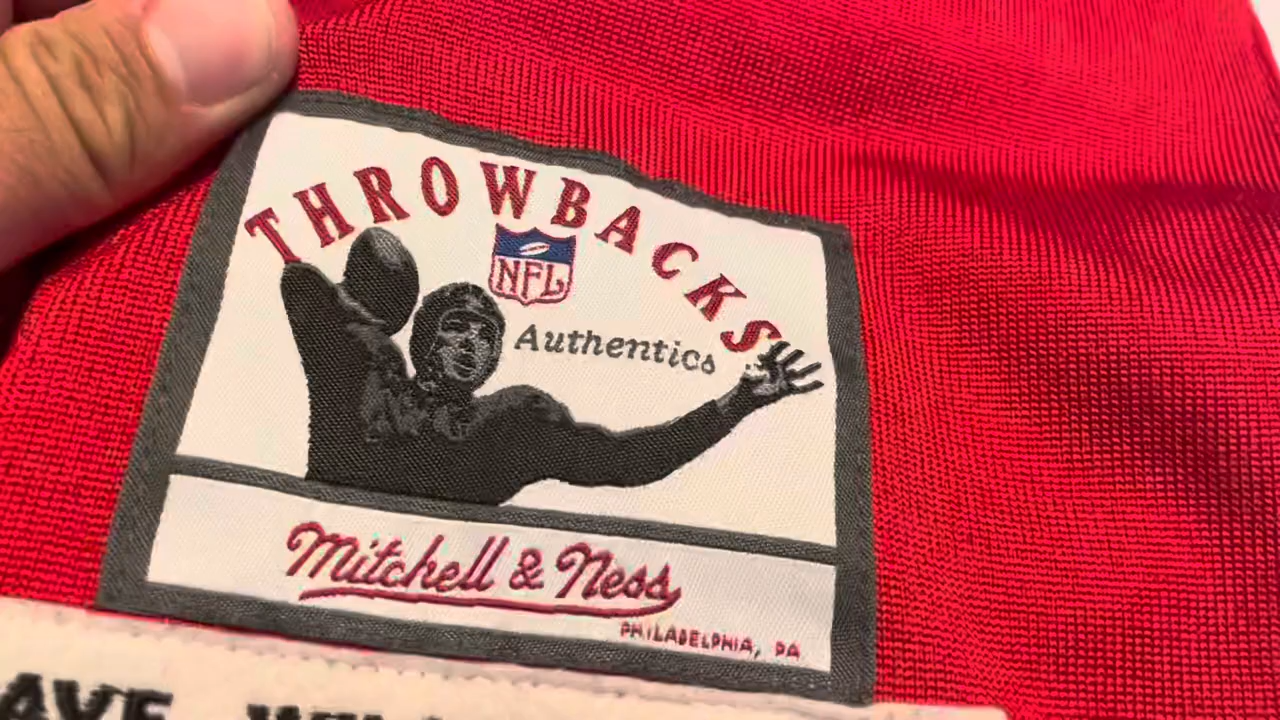 THROWBACKS
NFL
Authentics
Mitchell & Ness
PHILADELPHIA, PA